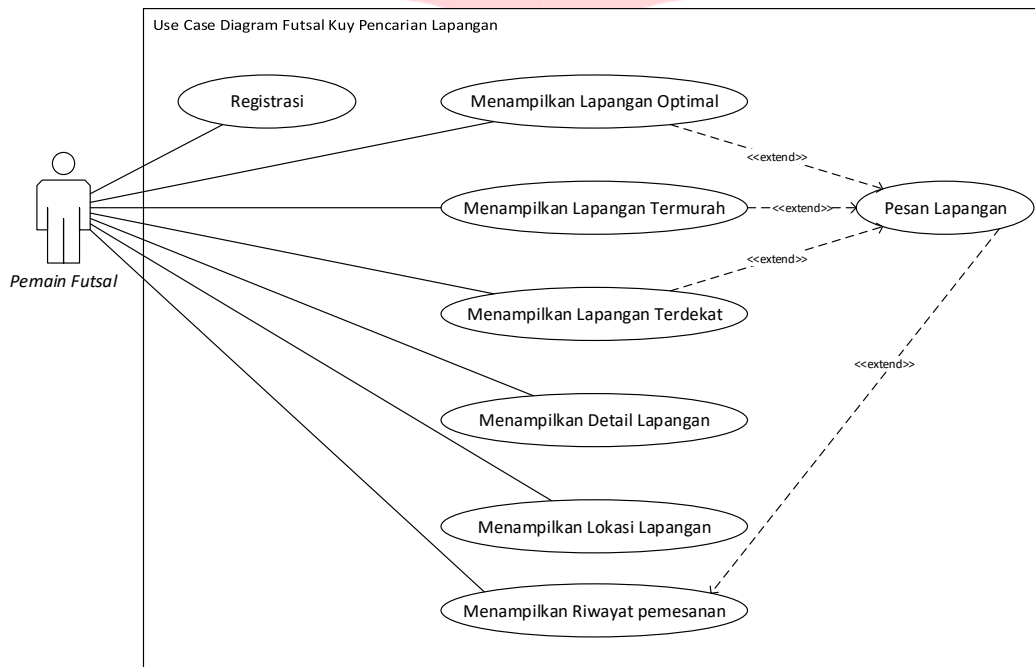 Use Case Diagram Futsal Kuy Pencarian Lapangan
Registrasi
Menampilkan Lapangan Optimal
<<extend>>
Menampilkan Lapangan Termurah
<<extend>>
Pesan Lapangan
Pemain Futsal
<<extend>>
Menampilkan Lapangan Terdekat
<<extend>>
Menampilkan Detail Lapangan
Menampilkan Lokasi Lapangan
Menampilkan Riwayat pemesanan